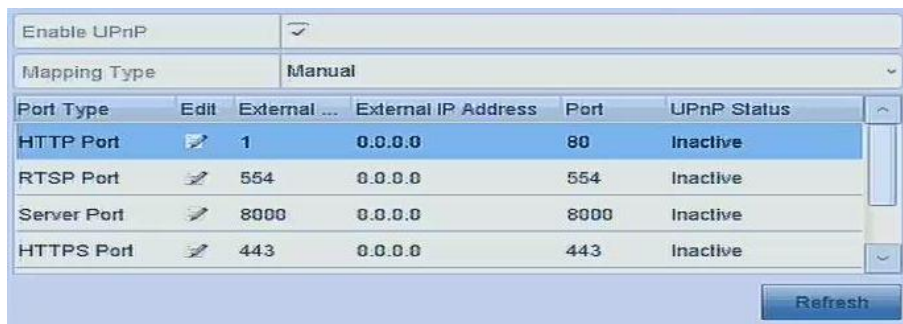 Enable UPnP
Mapping Type Manual
Port Type Edit External ... External IP Address Port UPnP Status
HTTP Port 1 0.0.0.0 80 Inactive
RTSP Port 554 0.0.0.0 554 Inactive
Server Port 8000 0.0.0.0 8000 Inactive
HTTPS Port 443 0.0.0.0 443 Inactive
Refresh